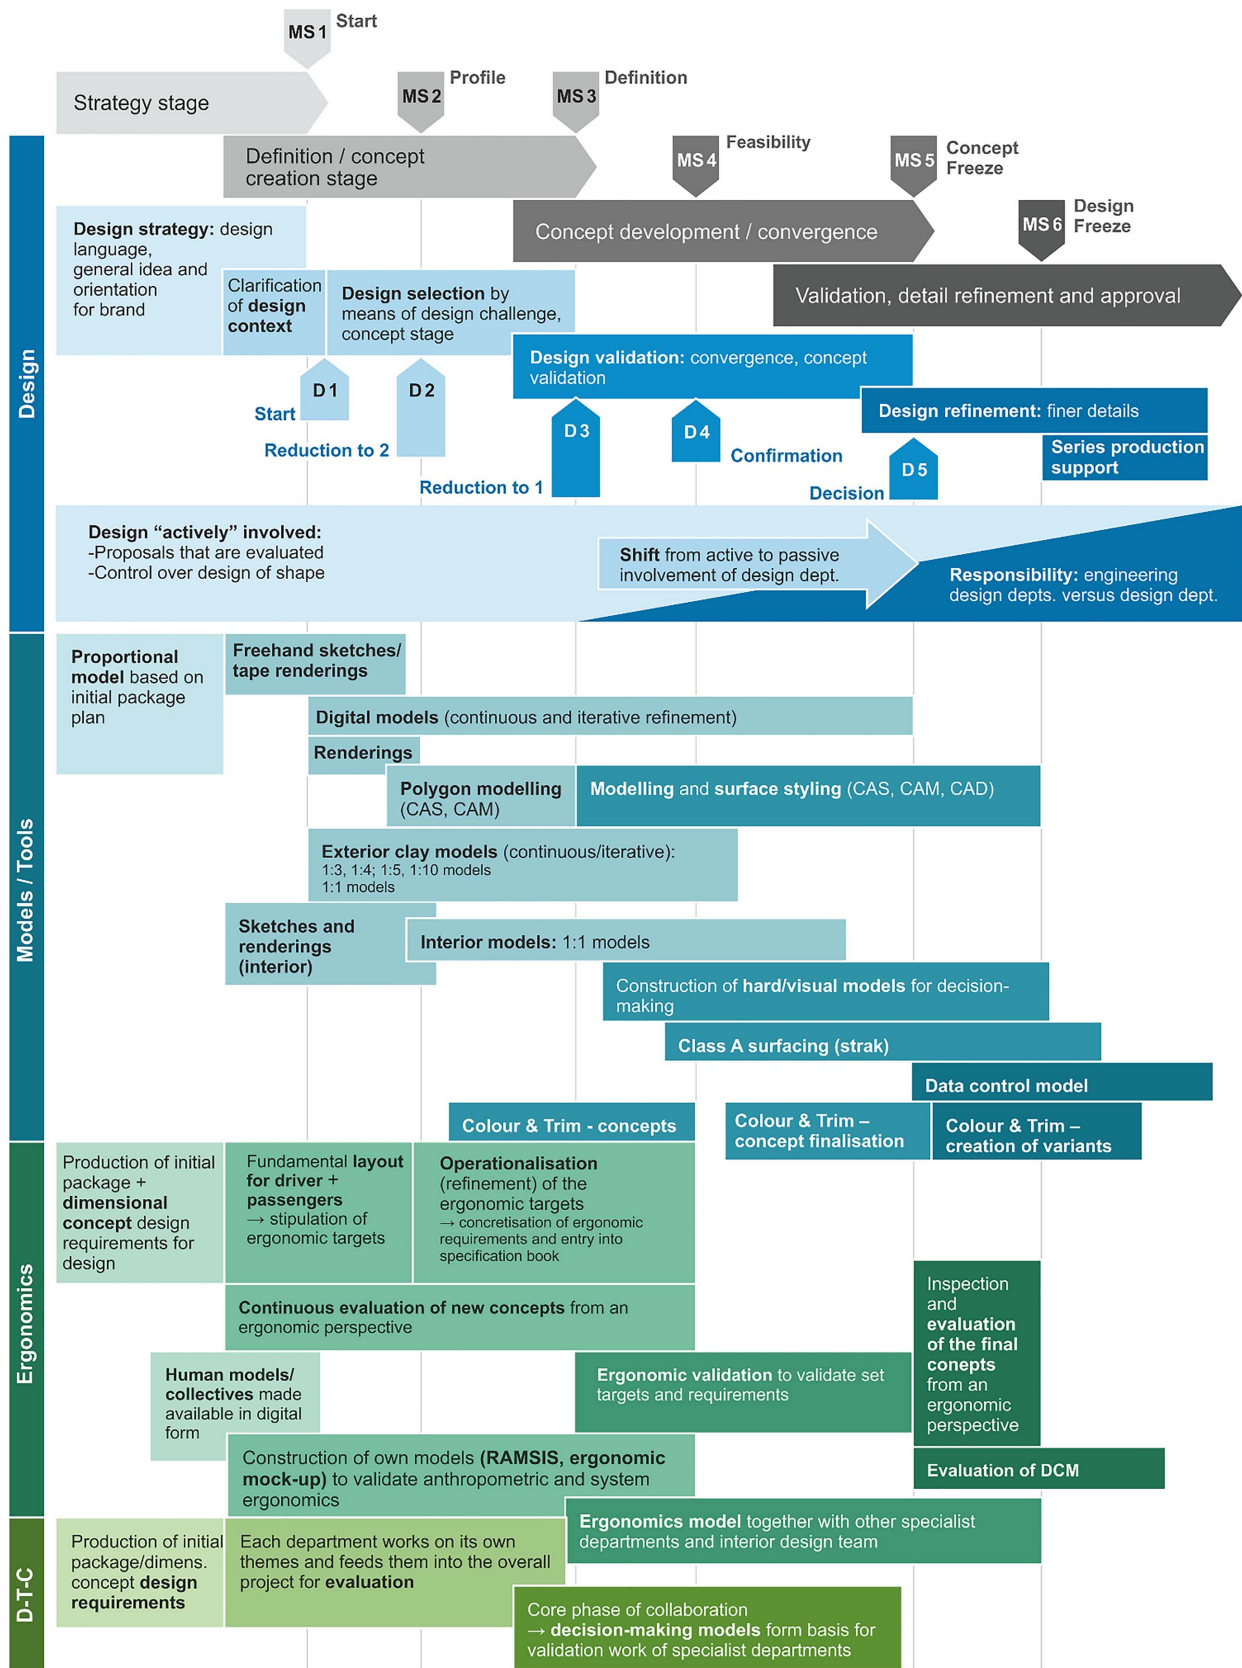 MS 1
Start
Strategy stage
MS 2
Profile
MS 3
Definition
Definition / concept
creation stage
MS 4
Feasibility
MS 5
Concept
Freeze
Concept development / convergence
MS 6
Design
Freeze
Validation, detail refinement and approval
Design
Design strategy: design
language,
general idea and
orientation
for brand
Clarification
of design
context
Design selection by
means of design challenge,
concept stage
Design validation: convergence, concept
validation
Design refinement: finer details
Series production
support
D 1
Start
D 2
Reduction to 2
D 3
Reduction to 1
D 4
Confirmation
D 5
Decision
Design “actively” involved:
-Proposals that are evaluated
-Control over design of shape
Shift from active to passive
involvement of design dept.
Responsibility: engineering
design depts. versus design dept.
Models / Tools
Proportional
model based on
initial package
plan
Freehand sketches/
tape renderings
Digital models (continuous and iterative refinement)
Renderings
Polygon modelling
(CAS, CAM)
Modelling and surface styling (CAS, CAM, CAD)
Exterior clay models (continuous/iterative):
1:3, 1:4; 1:5, 1:10 models
1:1 models
Sketches and
renderings
(interior)
Interior models: 1:1 models
Construction of hard/visual models for decision-
making
Class A surfacing (strak)
Data control model
Colour & Trim - concepts
Colour & Trim –
concept finalisation
Colour & Trim –
creation of variants
Ergonomics
Production of initial
package +
dimensional
concept design
requirements for
design
Fundamental layout
for driver +
passengers
→ stipulation of
ergonomic targets
Operationalisation
(refinement) of the
ergonomic targets
→ concretisation of ergonomic
requirements and entry into
specification book
Continuous evaluation of new concepts from an
ergonomic perspective
Inspection
and
evaluation
of the final
conepts
from an
ergonomic
perspective
Human models/
collectives made
available in digital
form
Ergonomic validation to validate set
targets and requirements
Construction of own models (RAMSIS, ergonomic
mock-up) to validate anthropometric and system
ergonomics
Evaluation of DCM
Ergonomics model together with other specialist
departments and interior design team
D-T-C
Production of initial
package/dimens.
concept design
requirements
Each department works on its own
themes and feeds them into the overall
project for evaluation
Core phase of collaboration
→ decision-making models form basis for
validation work of specialist departments